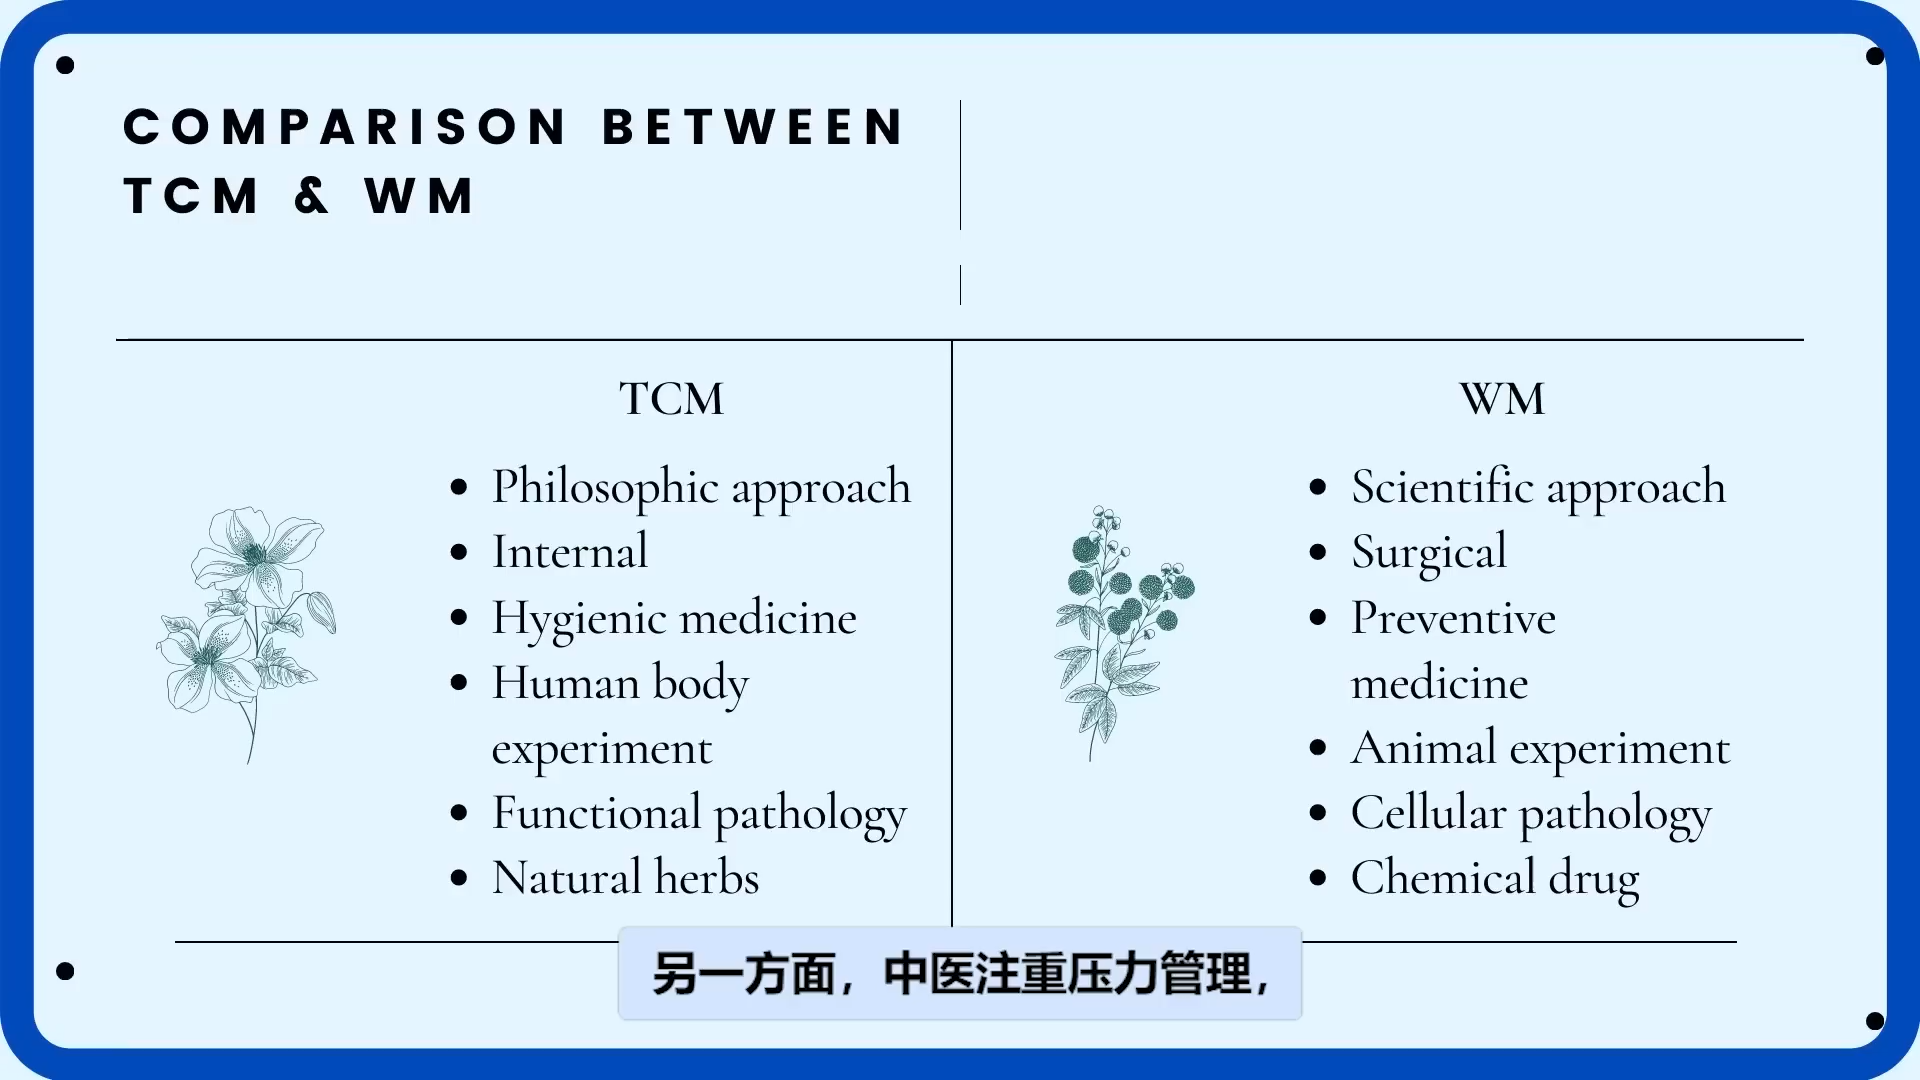 COMPARISON BETWEEN
TCM & WM
TCM
• Philosophic approach
• Internal
• Hygienic medicine
• Human body
experiment
• Functional pathology
• Natural herbs
WM
• Scientific approach
• Surgical
• Preventive
medicine
• Animal experiment
• Cellular pathology
• Chemical drug
另一方面，中医注重压力管理，